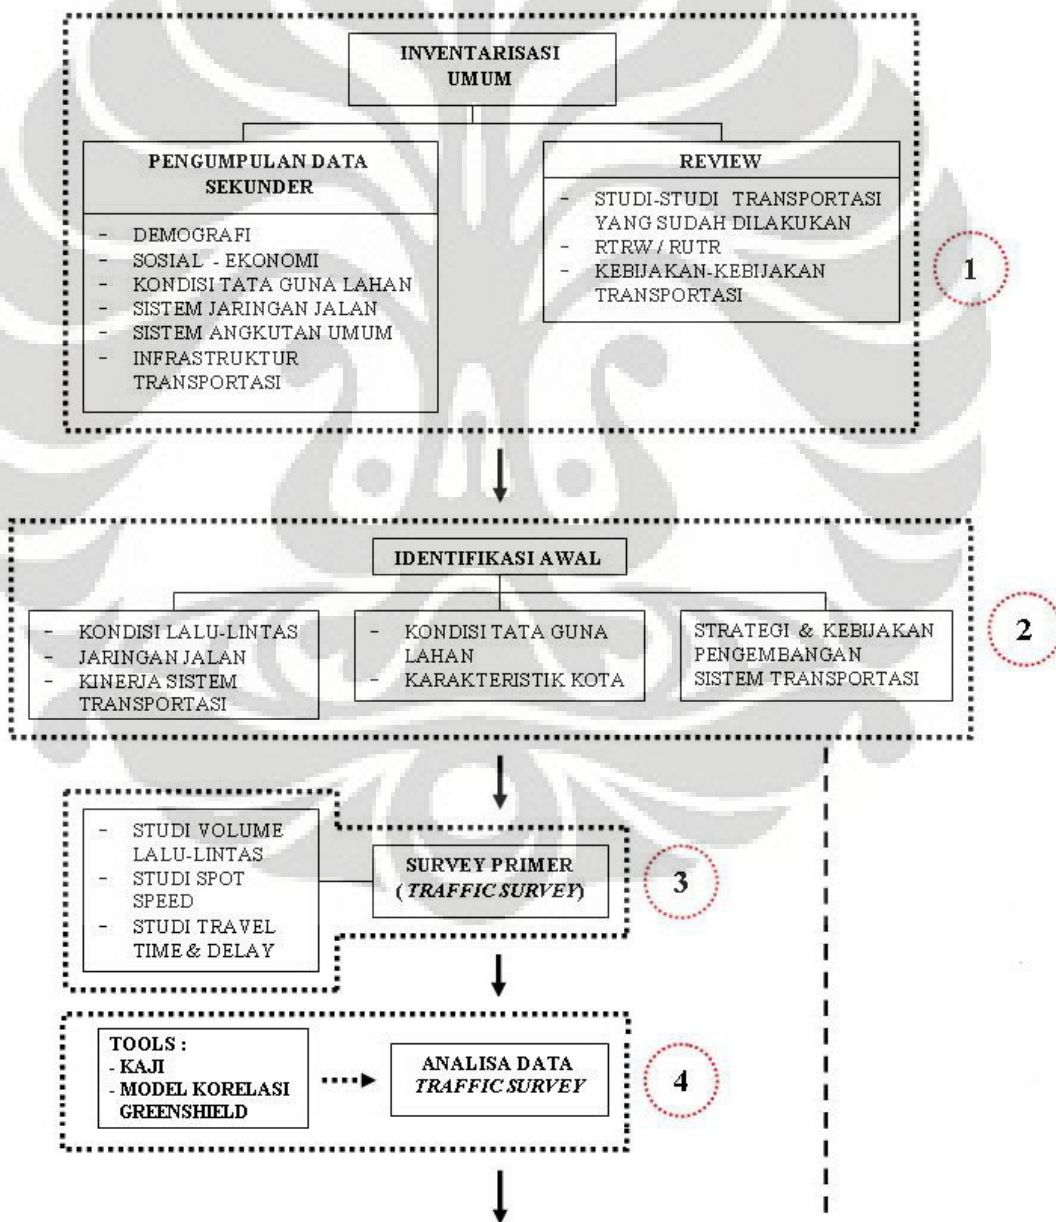 INVENTARISASI
UMUM
PENGUMPULAN DATA
SEKUNDER
- DEMOGRAFI
- SOSIAL - EKONOMI
- KONDISI TATA GUNA LAHAN
- SISTEM JARINGAN JALAN
- SISTEM ANGKUTAN UMUM
- INFRASTRUKTUR
TRANSPORTASI
REVIEW
- STUDI-STUDI TRANSPORTASI
YANG SUDAH DILAKUKAN
- RTRW / RUTR
- KEBIJAKAN-KEBIJAKAN
TRANSPORTASI
1
IDENTIFIKASI AWAL
- KONDISI LALU-LINTAS
- JARINGAN JALAN
- KINERJA SISTEM
TRANSPORTASI
- KONDISI TATA GUNA
LAHAN
- KARAKTERISTIK KOTA
STRATEGI & KEBIJAKAN
PENGEMBANGAN
SISTEM TRANSPORTASI
2
- STUDI VOLUME
LALU-LINTAS
- STUDI SPOT
SPEED
- STUDI TRAVEL
TIME & DELAY
SURVEY PRIMER
( TRAFFIC SURVEY)
3
TOOLS :
- KAJI
- MODEL KORELASI
GREENSHIELD
ANALISA DATA
TRAFFIC SURVEY
4